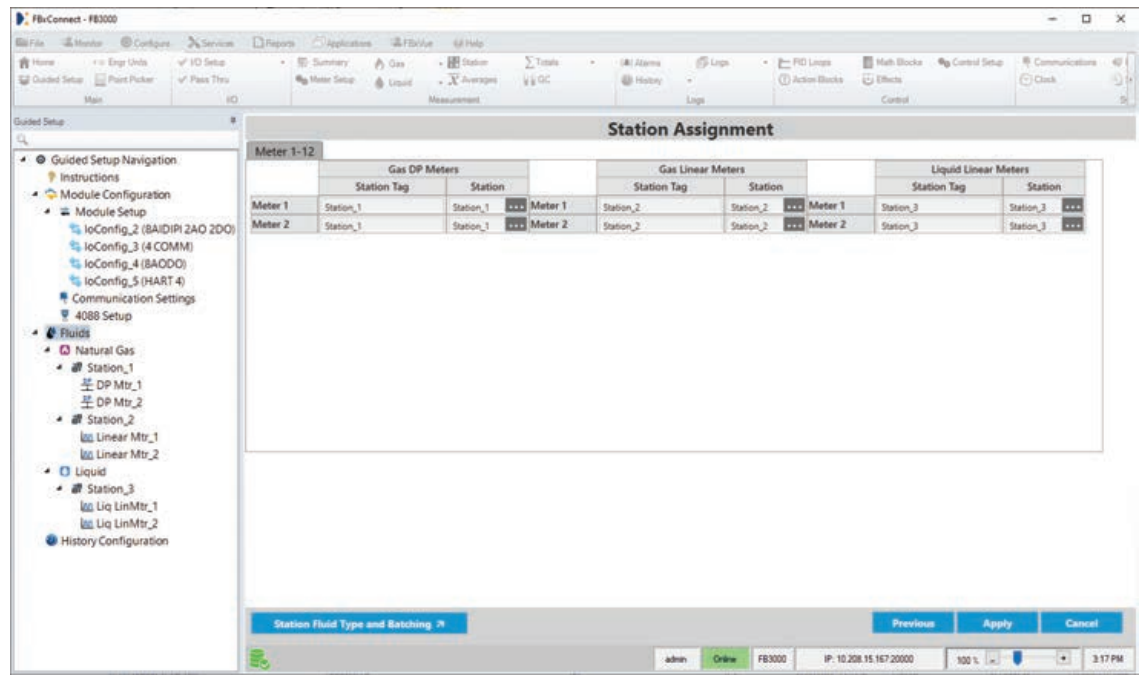 FBxConnect - FB3000
File Monitor Configure Services Reports Applications FBxVue Help
Home Engr Units I/O Setup Summary Gas Station Totals Alarms Logs PID Loops Math Blocks Control Setup Communications
Guided Setup Point Picker Pass Thru Meter Setup Liquid Averages GC History Action Blocks Effects Clock
Main I/O Measurement Logs Control
Guided Setup
Station Assignment
Guided Setup Navigation
Instructions
Module Configuration
Module Setup
IoConfig_2 (8AIDIPI 2AO 2DO)
IoConfig_3 (4 COMM)
IoConfig_4 (8AODO)
IoConfig_5 (HART 4)
Communication Settings
4088 Setup
Fluids
Natural Gas
Station_1
DP Mtr_1
DP Mtr_2
Station_2
Linear Mtr_1
Linear Mtr_2
Liquid
Station_3
Liq LinMtr_1
Liq LinMtr_2
History Configuration
Meter 1-12
Gas DP Meters Gas Linear Meters Liquid Linear Meters
Station Tag Station Station Tag Station Station Tag Station
Meter 1 Station_1 Station_1 ... Meter 1 Station_2 Station_2 ... Meter 1 Station_3 Station_3 ...
Meter 2 Station_1 Station_1 ... Meter 2 Station_2 Station_2 ... Meter 2 Station_3 Station_3 ...
Station Fluid Type and Batching Previous Apply Cancel
admin Online FB3000 IP: 10.208.15.167:20000 100 % - + 3:17 PM